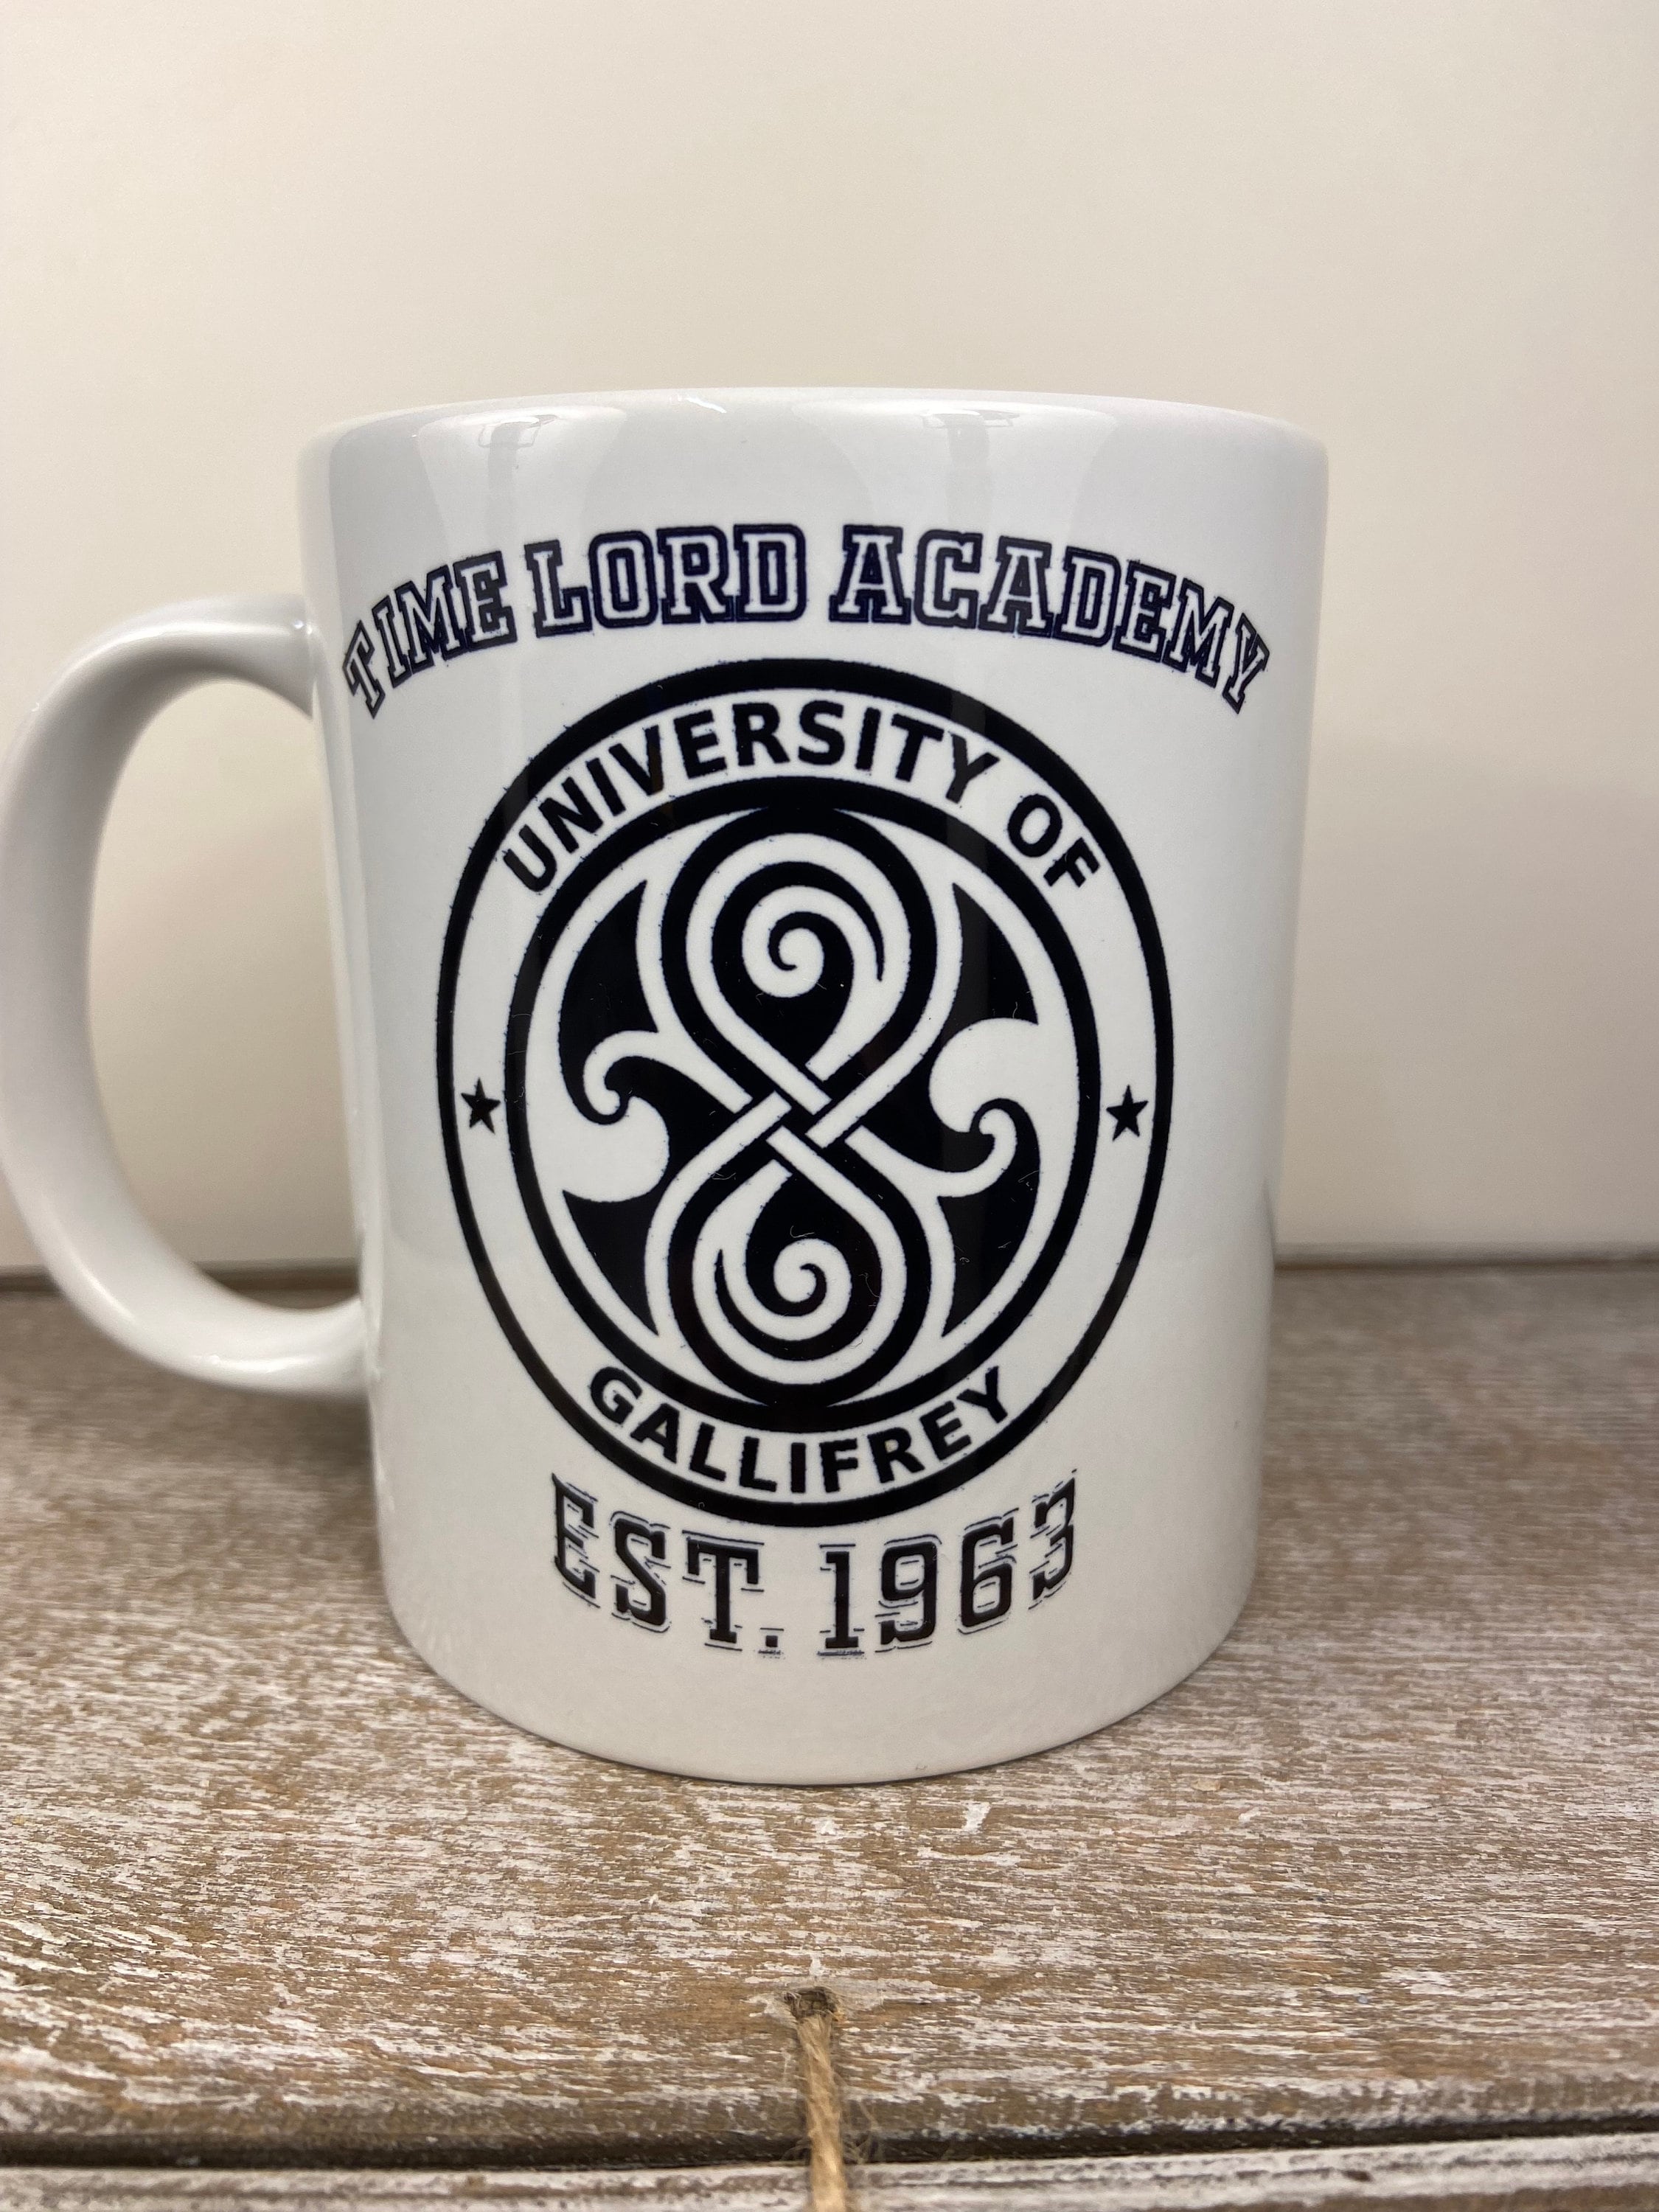 TIME LORD ACADEMY
UNIVERSITY OF
GALLIFREY
EST. 1963